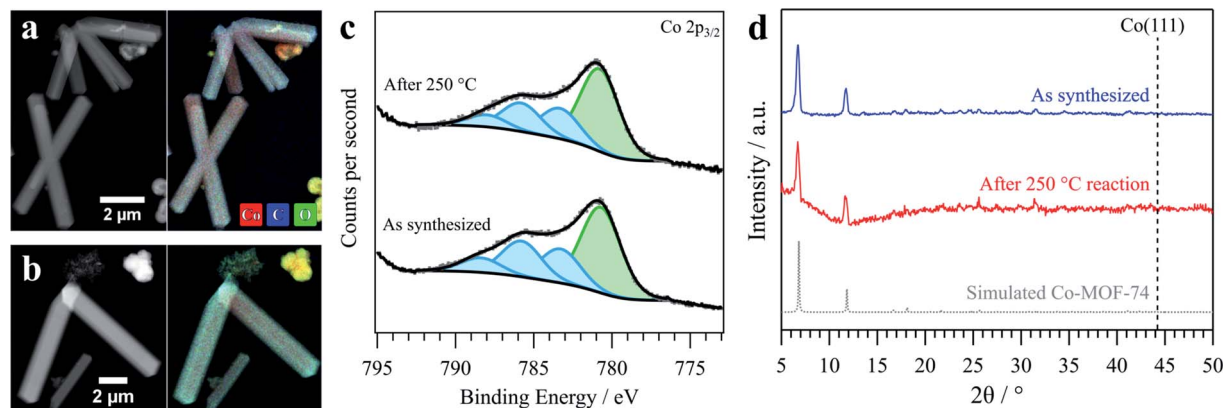 a
2 µm
Co C O
b
2 µm
c
Co 2p3/2
After 250 °C
As synthesized
Counts per second
795 790 785 780 775
Binding Energy / eV
d
Co(111)
As synthesized
After 250 °C reaction
Simulated Co-MOF-74
Intensity / a.u.
5 10 15 20 25 30 35 40 45 50
2θ / °